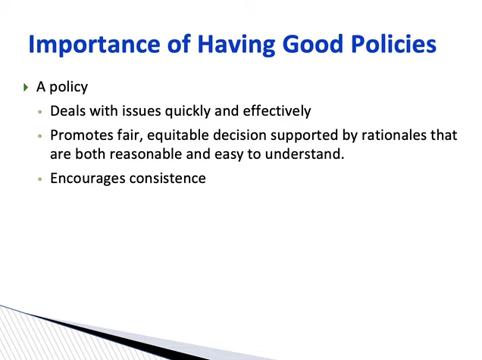 Importance of Having Good Policies
A policy
Deals with issues quickly and effectively
Promotes fair, equitable decision supported by rationales that
are both reasonable and easy to understand.
Encourages consistence